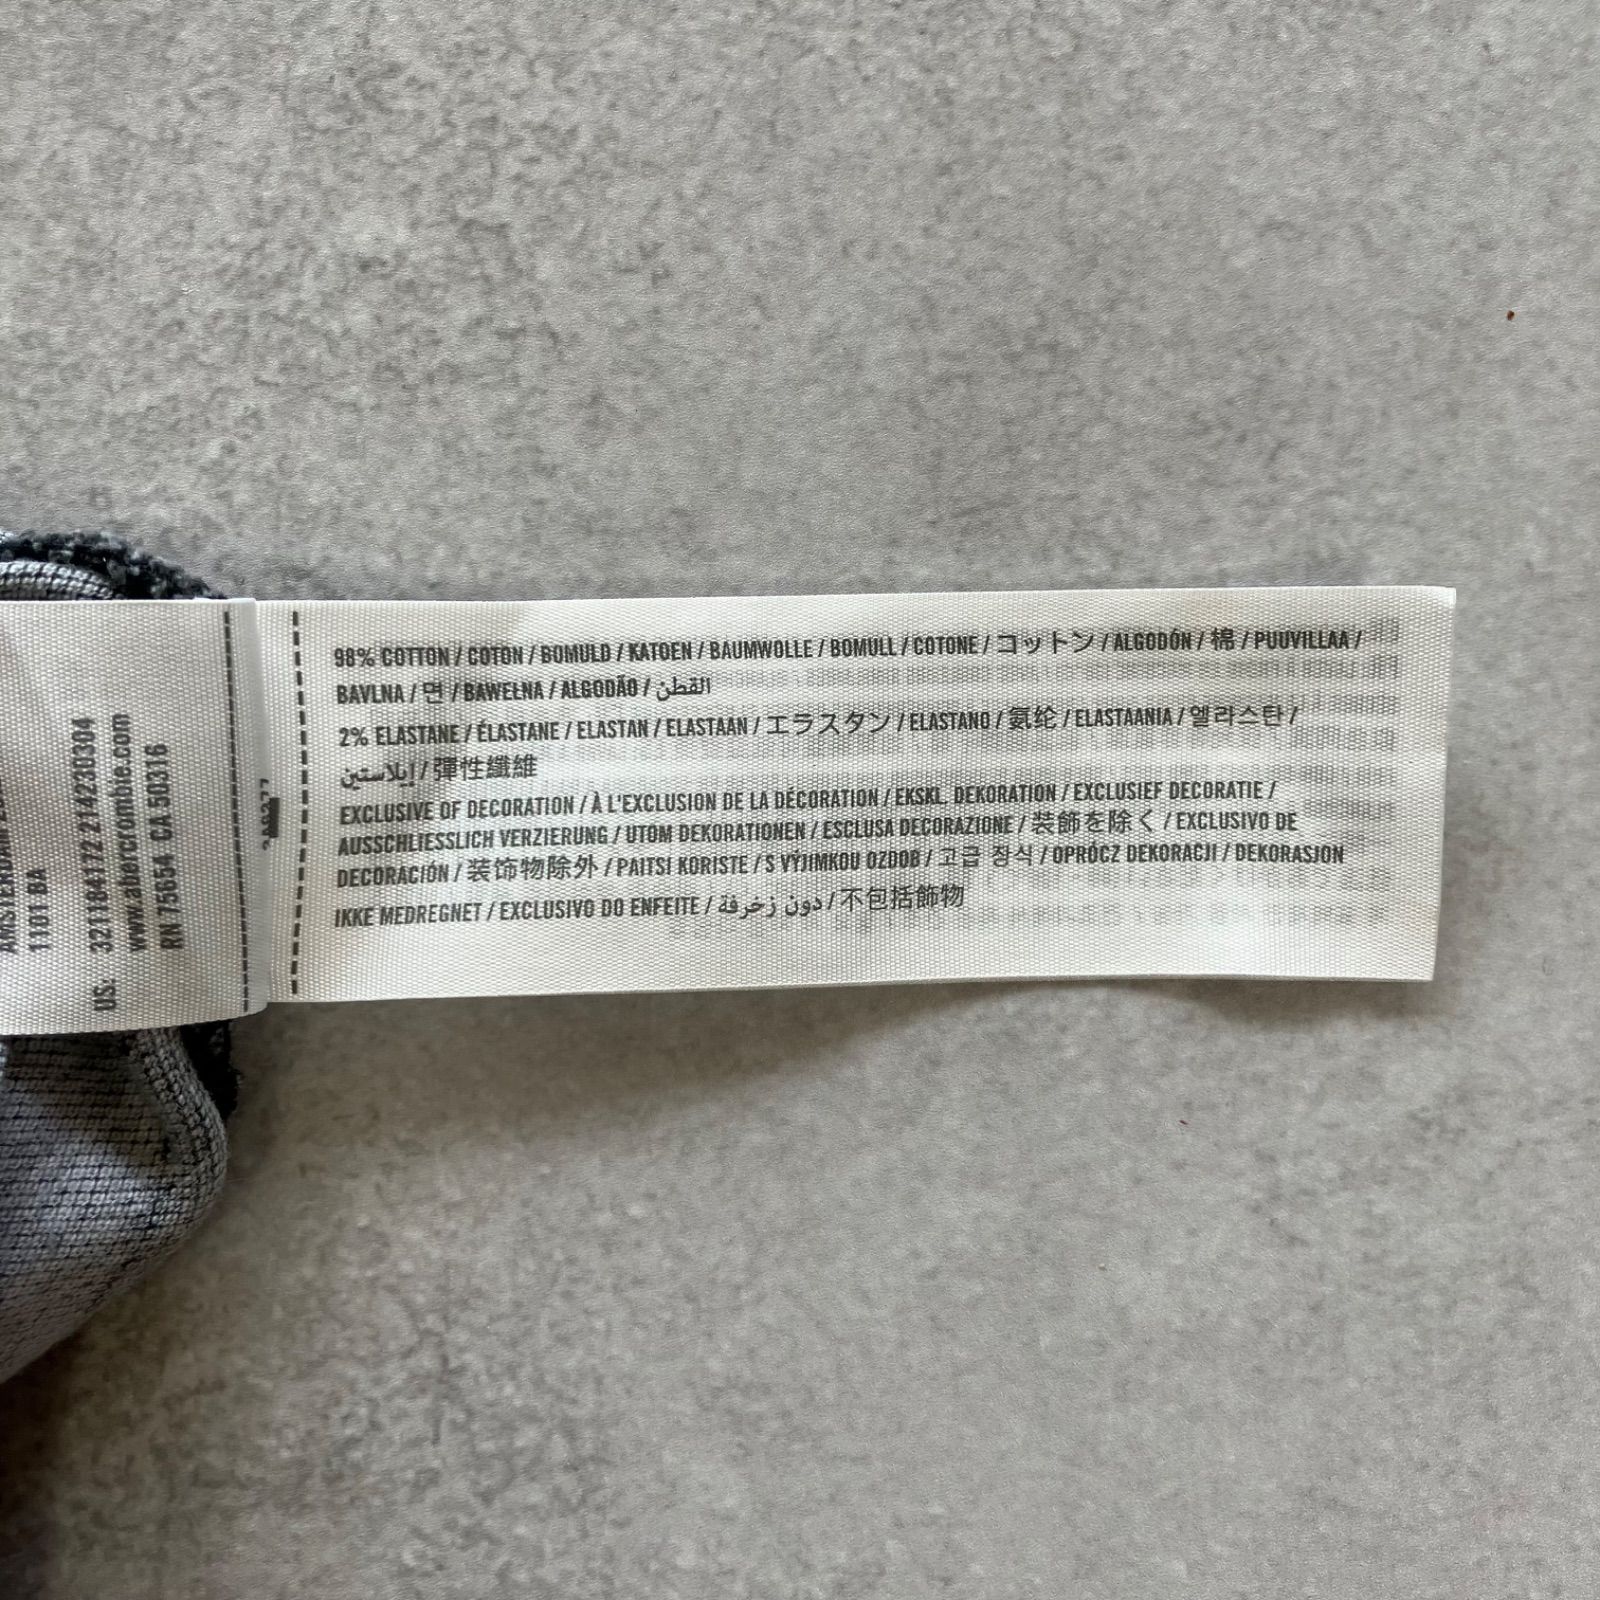 98% COTTON / COTON / BOMULD / KATOEN / BAUMWOLLE / BOMULL / COTONE / コットン / ALGODÓN / 棉 / PUUVILLAA /
BAVLNA / 면 / BAWEŁNA / ALGODÃO / القطن
2% ELASTANE / ÉLASTANE / ELASTAN / ELASTAAN / エラスタン / ELASTANO / 氨纶 / ELASTAANIA / 엘라스탄 /
إيلاستين / 彈性纖維
EXCLUSIVE OF DECORATION / À L'EXCLUSION DE LA DÉCORATION / EKSKL. DEKORATION / EXCLUSIEF DECORATIE /
AUSSCHLIESSLICH VERZIERUNG / UTOM DEKORATIONEN / ESCLUSA DECORAZIONE / 装飾を除く / EXCLUSIVO DE
DECORACIÓN / 装饰物除外 / PAITSI KORISTE / S VÝJIMKOU OZDOB / 고급 장식 / OPRÓCZ DEKORACJI / DEKORASJON
IKKE MEDREGNET / EXCLUSIVO DO ENFEITE / دون زخرفة / 不包括飾物
1101 BA
US: 321184172 214230304
www.abercrombie.com
RN 75654 CA 50316